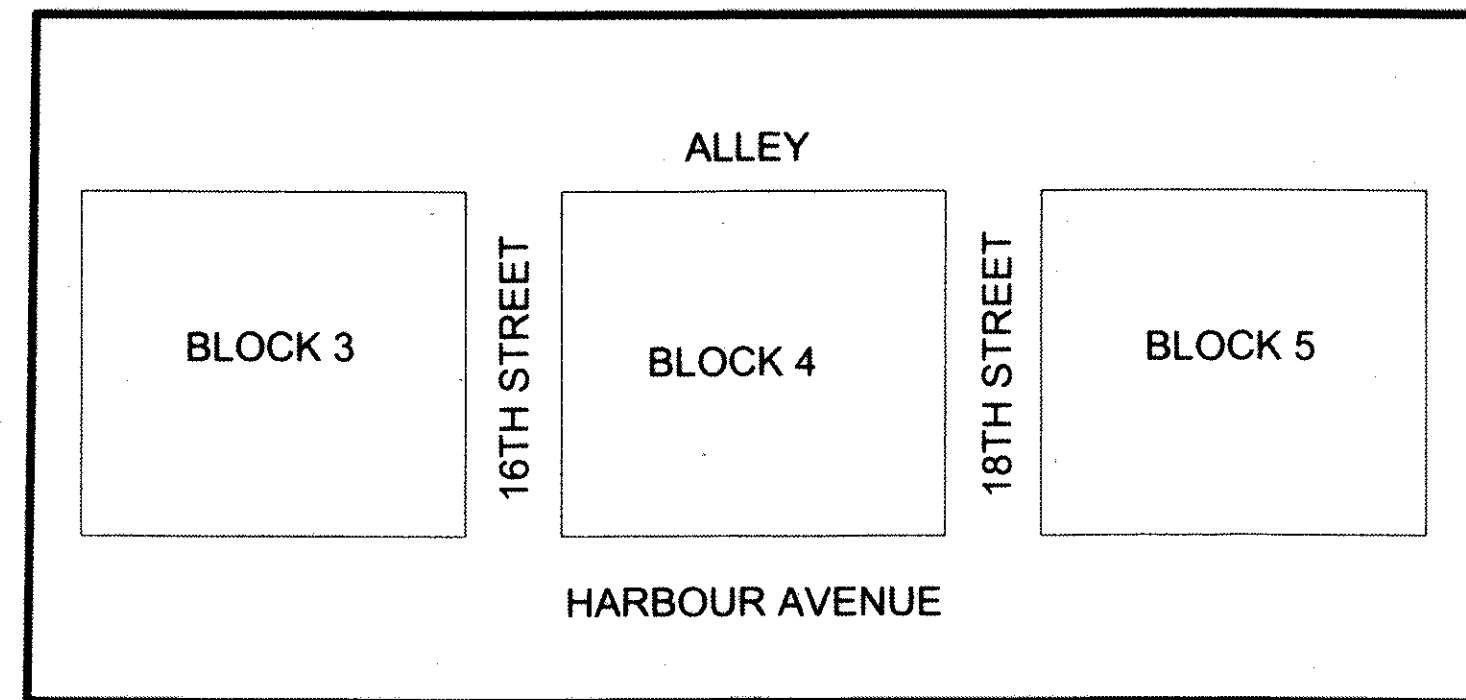 ALLEY
BLOCK 3
16TH STREET
BLOCK 4
18TH STREET
BLOCK 5
HARBOUR AVENUE